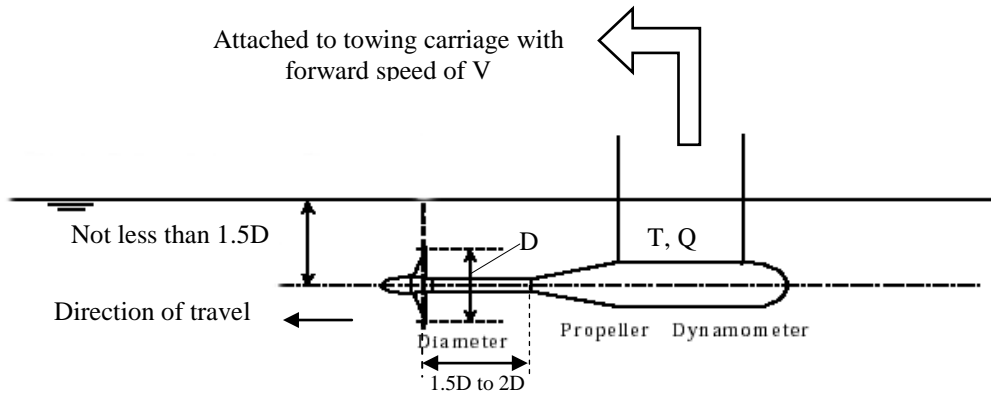 Attached to towing carriage with
forward speed of V
Not less than 1.5D
D
T, Q
Direction of travel
Propeller Dynamometer
Diameter
1.5D to 2D